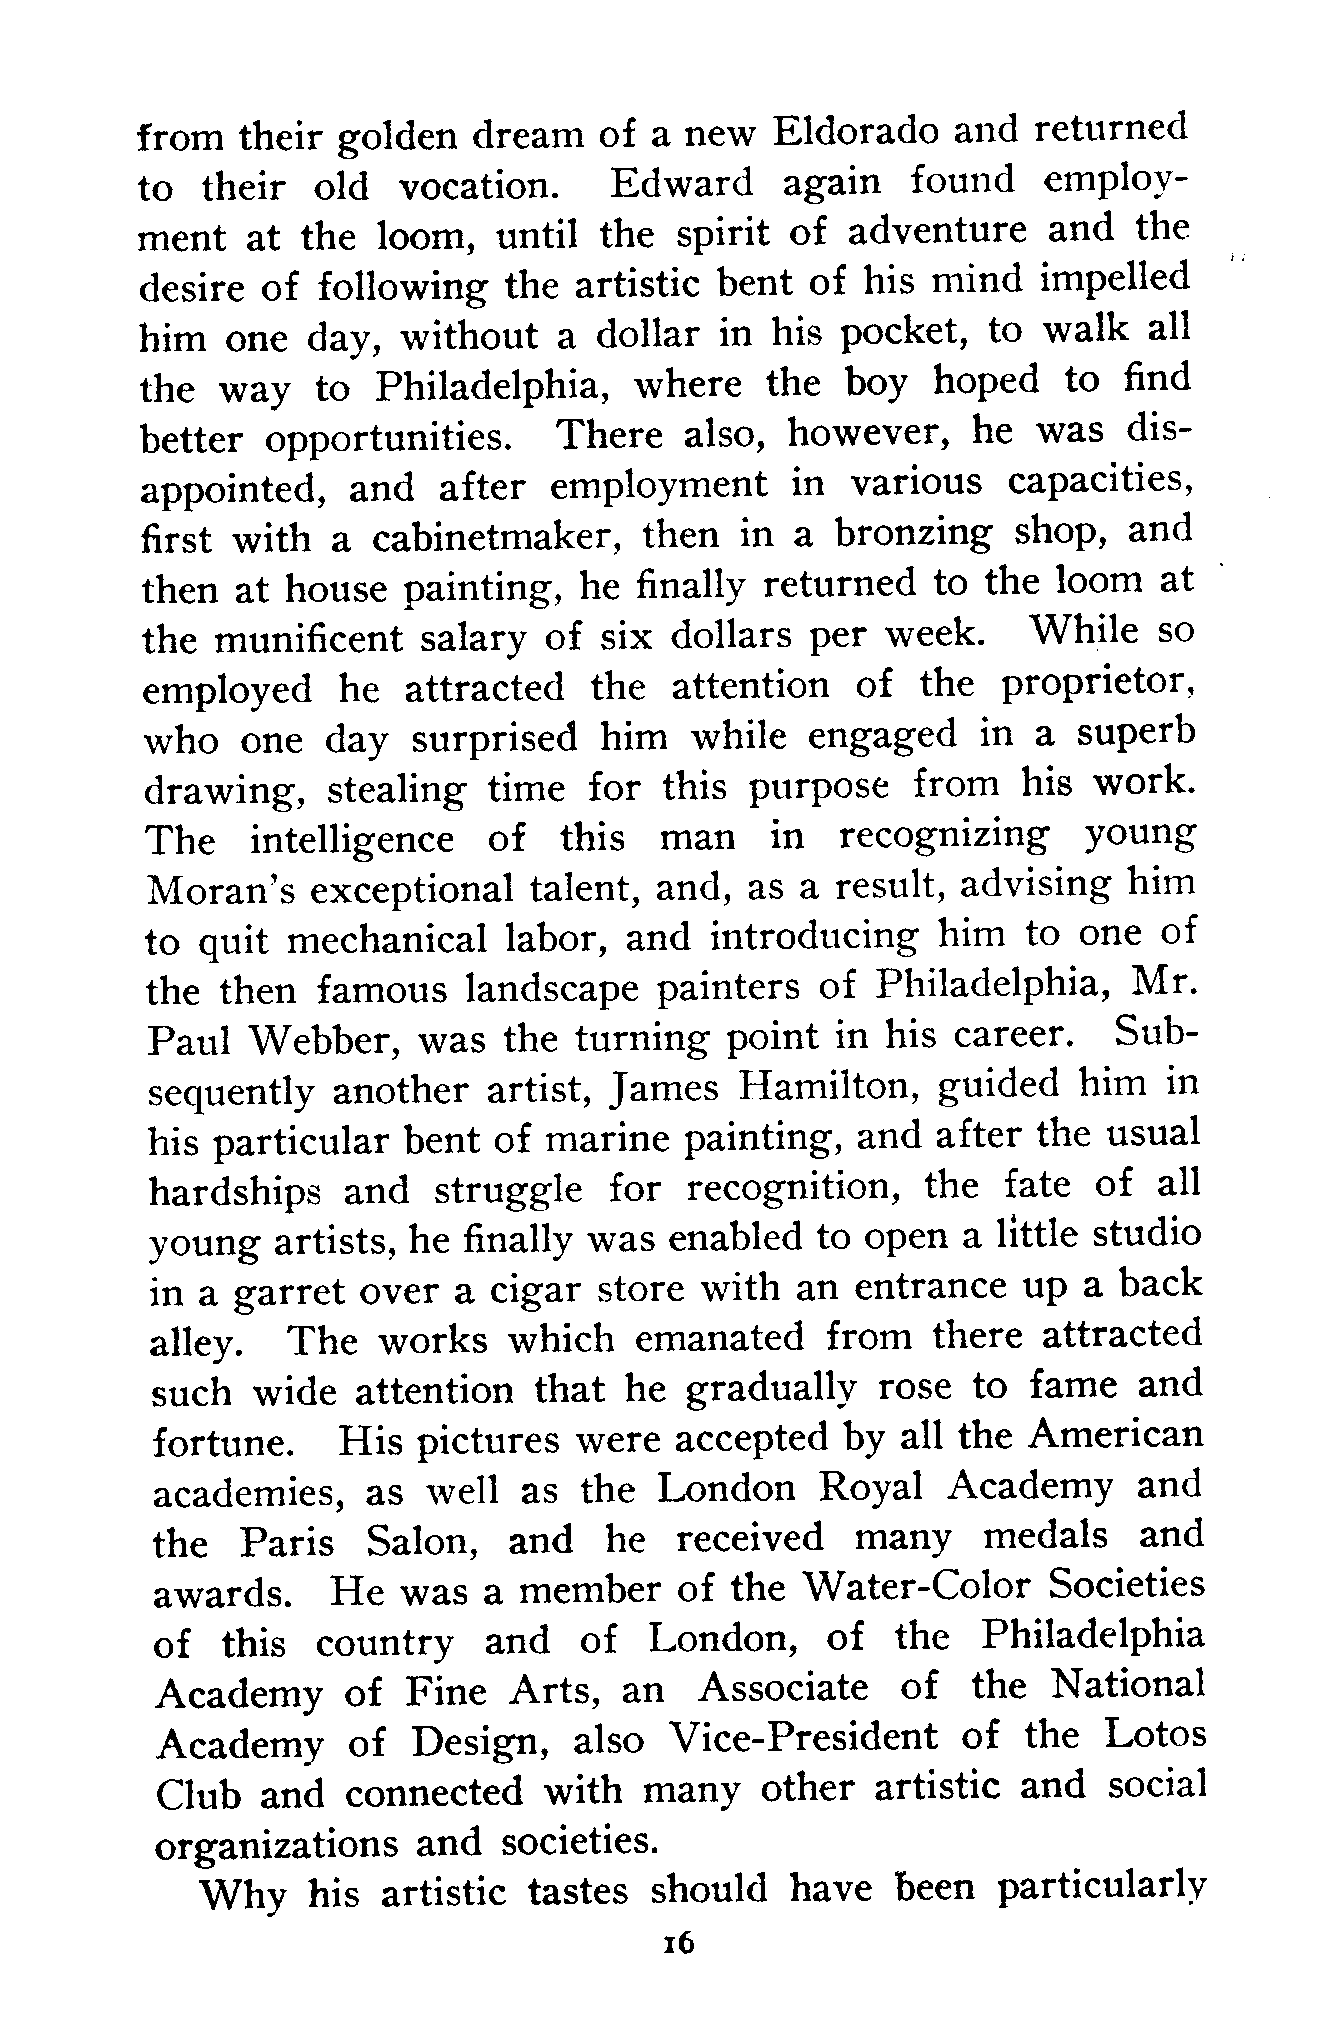 from their golden dream of a new Eldorado and returned
to their old vocation. Edward again found employ-
ment at the loom, until the spirit of adventure and the
desire of following the artistic bent of his mind impelled
him one day, without a dollar in his pocket, to walk all
the way to Philadelphia, where the boy hoped to find
better opportunities. There also, however, he was dis-
appointed, and after employment in various capacities,
first with a cabinetmaker, then in a bronzing shop, and
then at house painting, he finally returned to the loom at
the munificent salary of six dollars per week. While so
employed he attracted the attention of the proprietor,
who one day surprised him while engaged in a superb
drawing, stealing time for this purpose from his work.
The intelligence of this man in recognizing young
Moran's exceptional talent, and, as a result, advising him
to quit mechanical labor, and introducing him to one of
the then famous landscape painters of Philadelphia, Mr.
Paul Webber, was the turning point in his career. Sub-
sequently another artist, James Hamilton, guided him in
his particular bent of marine painting, and after the usual
hardships and struggle for recognition, the fate of all
young artists, he finally was enabled to open a little studio
in a garret over a cigar store with an entrance up a back
alley. The works which emanated from there attracted
such wide attention that he gradually rose to fame and
fortune. His pictures were accepted by all the American
academies, as well as the London Royal Academy and
the Paris Salon, and he received many medals and
awards. He was a member of the Water-Color Societies
of this country and of London, of the Philadelphia
Academy of Fine Arts, an Associate of the National
Academy of Design, also Vice-President of the Lotos
Club and connected with many other artistic and social
organizations and societies.
Why his artistic tastes should have been particularly
16